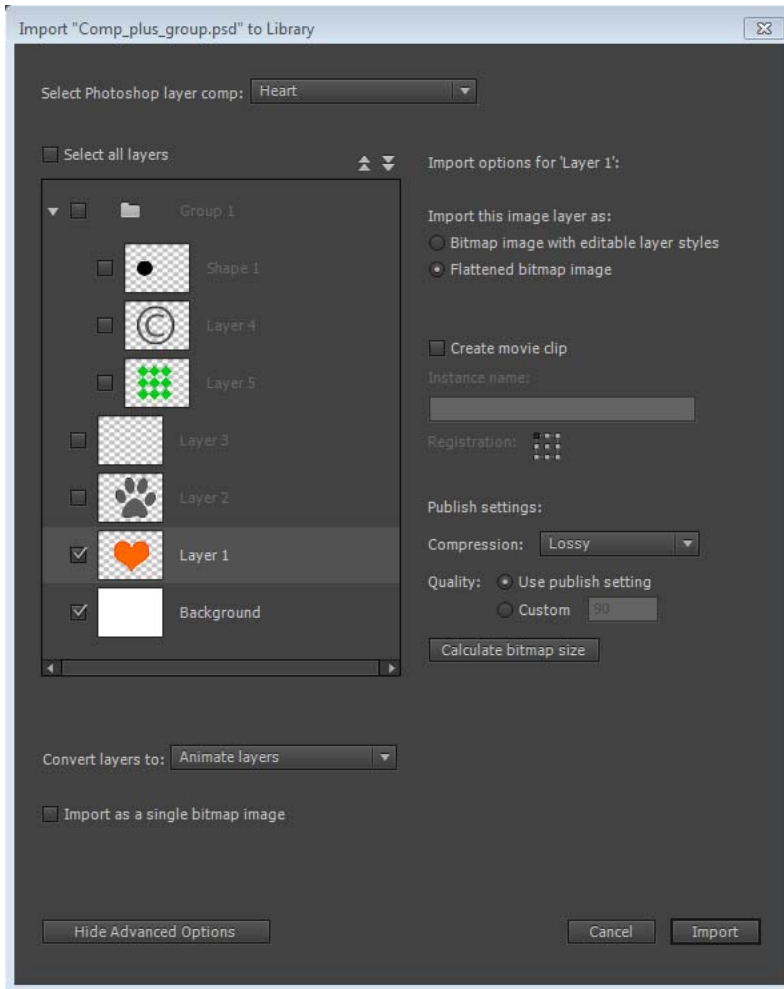 Import "Comp_plus_group.psd" to Library
Select Photoshop layer comp: Heart
Select all layers
Group 1
Shape 1
©
Layer 4
Layer 5
Layer 3
Layer 2
Layer 1
Background
Import options for 'Layer 1':
Import this image layer as:
Bitmap image with editable layer styles
Flattened bitmap image
Create movie clip
Instance name:
Registration:
Publish settings:
Compression: Lossy
Quality: Use publish setting
Custom 90
Calculate bitmap size
Convert layers to: Animate layers
Import as a single bitmap image
Hide Advanced Options
Cancel
Import